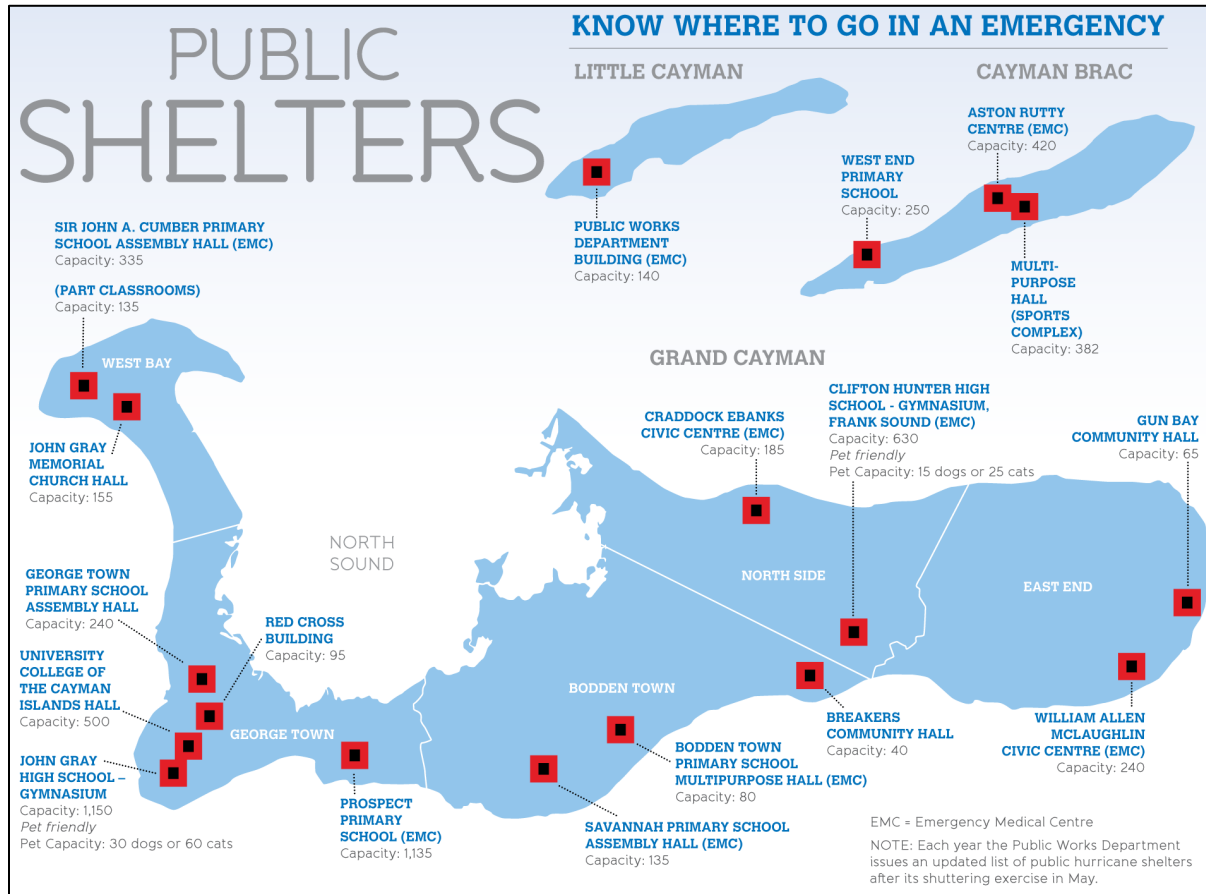 PUBLIC
SHELTERS
KNOW WHERE TO GO IN AN EMERGENCY
LITTLE CAYMAN
PUBLIC WORKS
DEPARTMENT
BUILDING (EMC)
Capacity: 140
CAYMAN BRAC
ASTON RUTTY
CENTRE (EMC)
Capacity: 420
WEST END
PRIMARY
SCHOOL
Capacity: 250
MULTI-
PURPOSE
HALL
(SPORTS
COMPLEX)
Capacity: 382
SIR JOHN A. CUMBER PRIMARY
SCHOOL ASSEMBLY HALL (EMC)
Capacity: 335
(PART CLASSROOMS)
Capacity: 135
WEST BAY
JOHN GRAY
MEMORIAL
CHURCH HALL
Capacity: 155
GRAND CAYMAN
CRADDOCK EBANKS
CIVIC CENTRE (EMC)
Capacity: 185
CLIFTON HUNTER HIGH
SCHOOL - GYMNASIUM,
FRANK SOUND (EMC)
Capacity: 630
Pet friendly
Pet Capacity: 15 dogs or 25 cats
GUN BAY
COMMUNITY HALL
Capacity: 65
NORTH
SOUND
NORTH SIDE
EAST END
GEORGE TOWN
PRIMARY SCHOOL
ASSEMBLY HALL
Capacity: 240
RED CROSS
BUILDING
Capacity: 95
UNIVERSITY
COLLEGE OF
THE CAYMAN
ISLANDS HALL
Capacity: 500
GEORGE TOWN
JOHN GRAY
HIGH SCHOOL –
GYMNASIUM
Capacity: 1,150
Pet friendly
Pet Capacity: 30 dogs or 60 cats
PROSPECT
PRIMARY
SCHOOL (EMC)
Capacity: 1,135
BODDEN TOWN
BODDEN TOWN
PRIMARY SCHOOL
MULTIPURPOSE HALL (EMC)
Capacity: 80
SAVANNAH PRIMARY SCHOOL
ASSEMBLY HALL (EMC)
Capacity: 135
BREAKERS
COMMUNITY HALL
Capacity: 40
WILLIAM ALLEN
MCLAUGHLIN
CIVIC CENTRE (EMC)
Capacity: 240
EMC = Emergency Medical Centre
NOTE: Each year the Public Works Department
issues an updated list of public hurricane shelters
after its shuttering exercise in May.